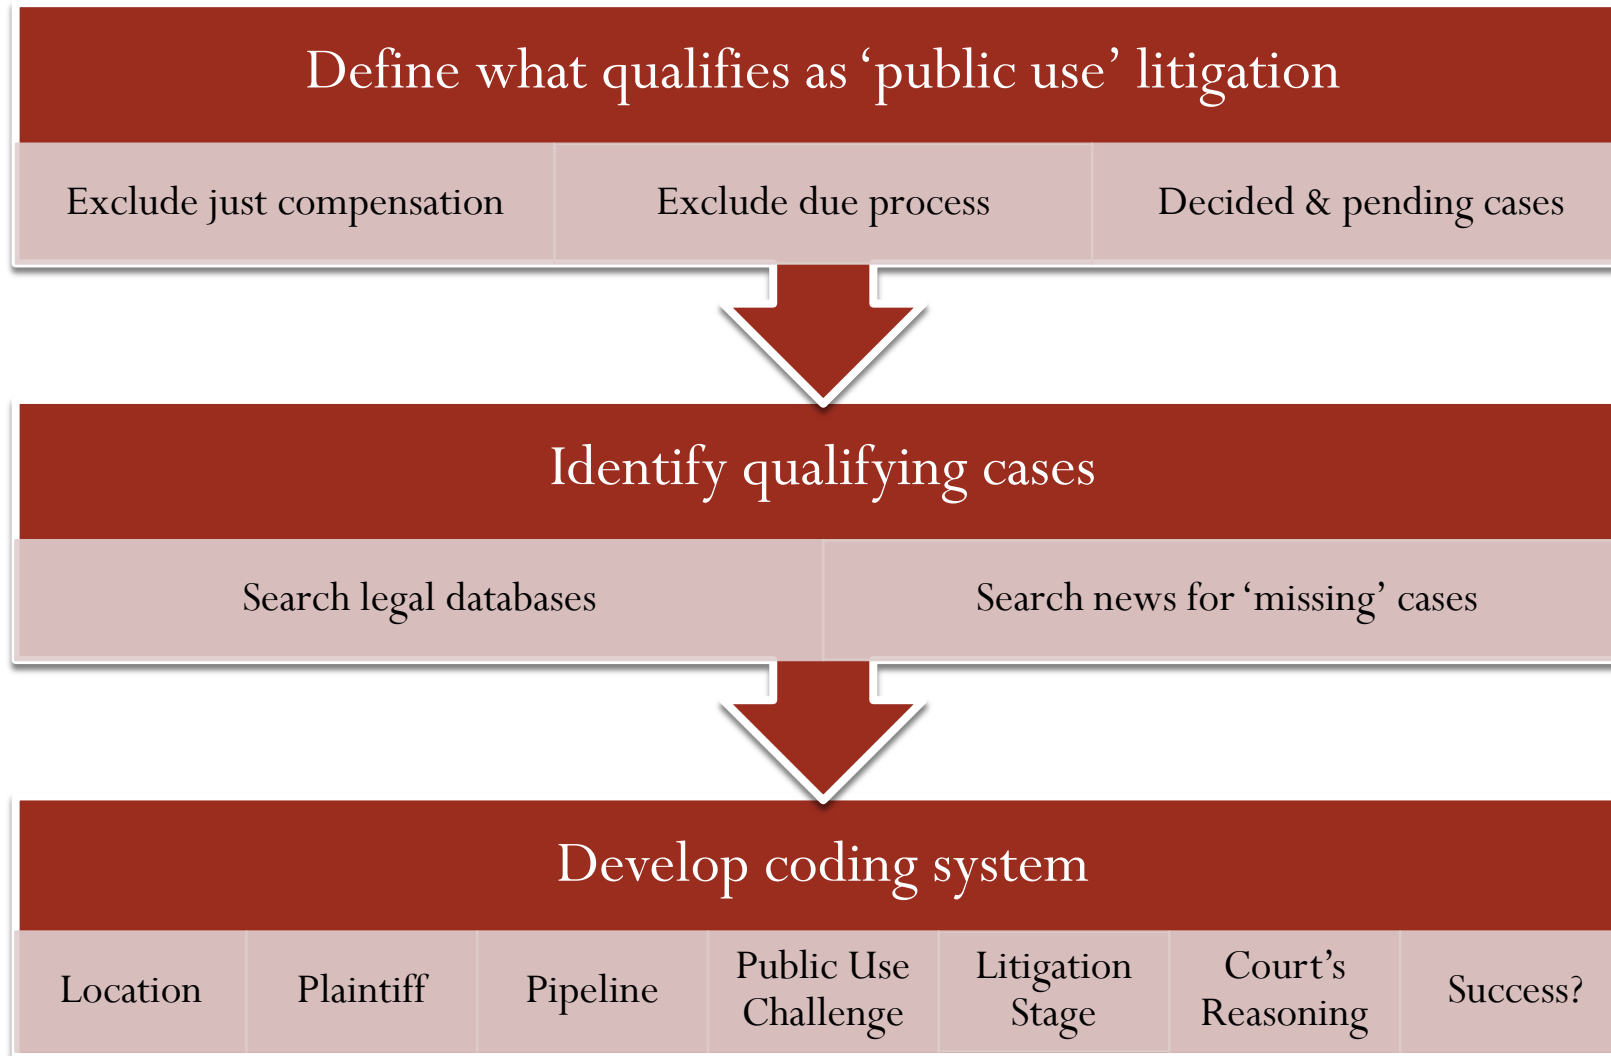 Define what qualifies as ‘public use’ litigation
Exclude just compensation
Exclude due process
Decided & pending cases
Identify qualifying cases
Search legal databases
Search news for ‘missing’ cases
Develop coding system
Location
Plaintiff
Pipeline
Public Use
Challenge
Litigation
Stage
Court’s
Reasoning
Success?